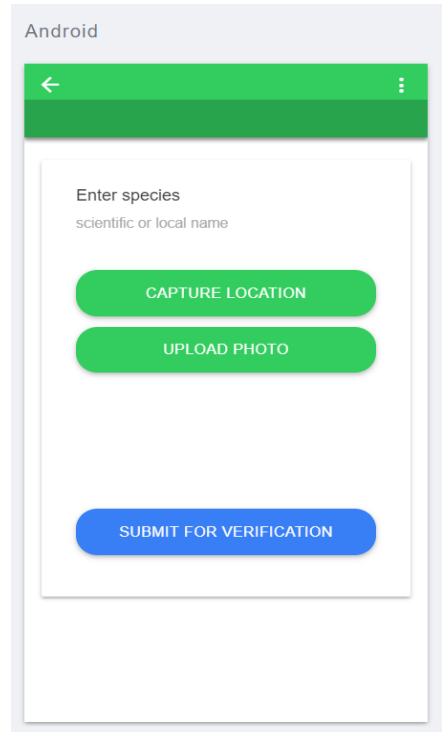 Android
Enter species
scientific or local name
CAPTURE LOCATION
UPLOAD PHOTO
SUBMIT FOR VERIFICATION